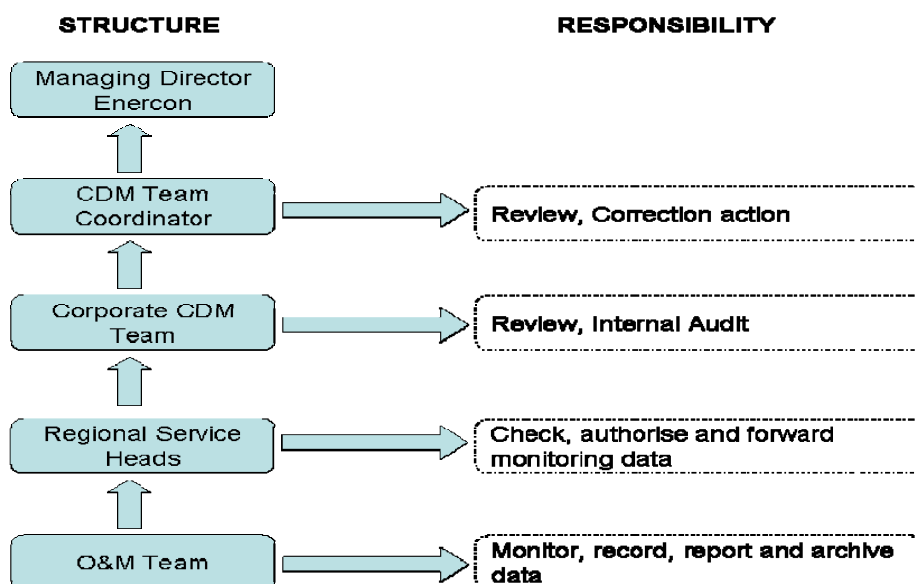 STRUCTURE
RESPONSIBILITY
Managing Director
Enercon
CDM Team
Coordinator
Review, Correction action
Corporate CDM
Team
Review, Internal Audit
Regional Service
Heads
Check, authorise and forward
monitoring data
O&M Team
Monitor, record, report and archive
data